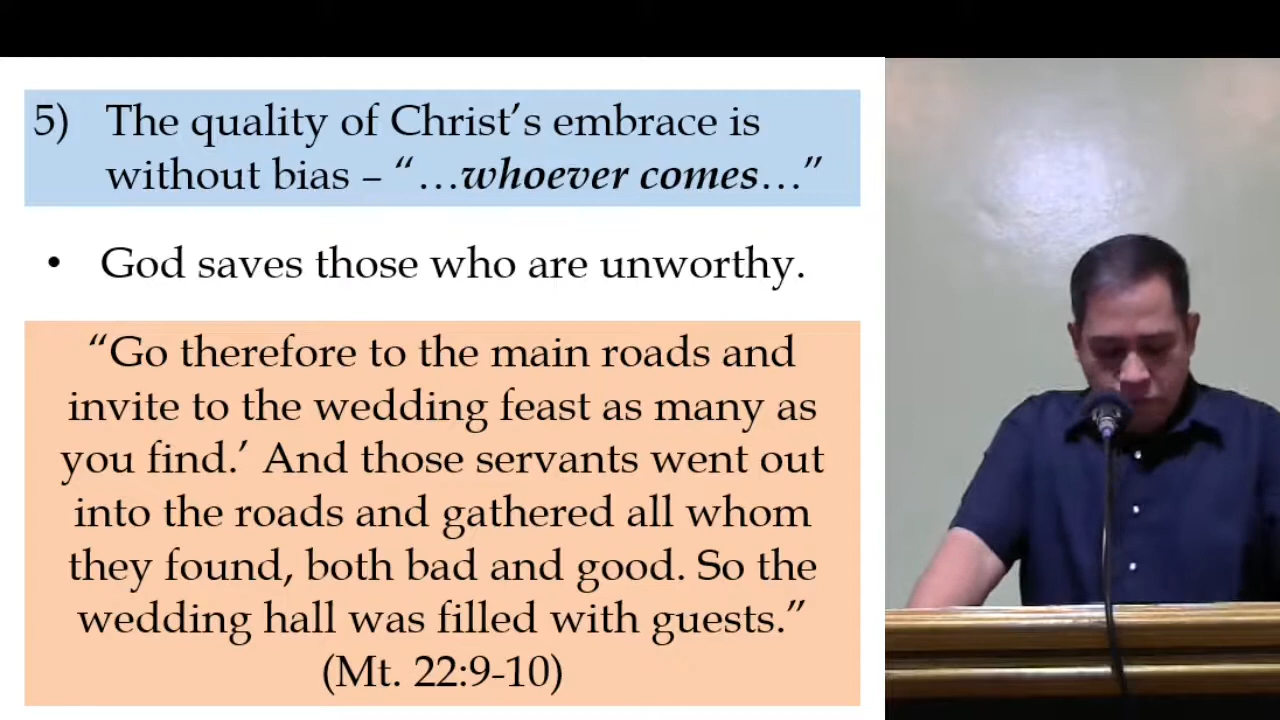 5) The quality of Christ’s embrace is
without bias – “…whoever comes…”
• God saves those who are unworthy.
“Go therefore to the main roads and
invite to the wedding feast as many as
you find.’ And those servants went out
into the roads and gathered all whom
they found, both bad and good. So the
wedding hall was filled with guests.”
(Mt. 22:9-10)